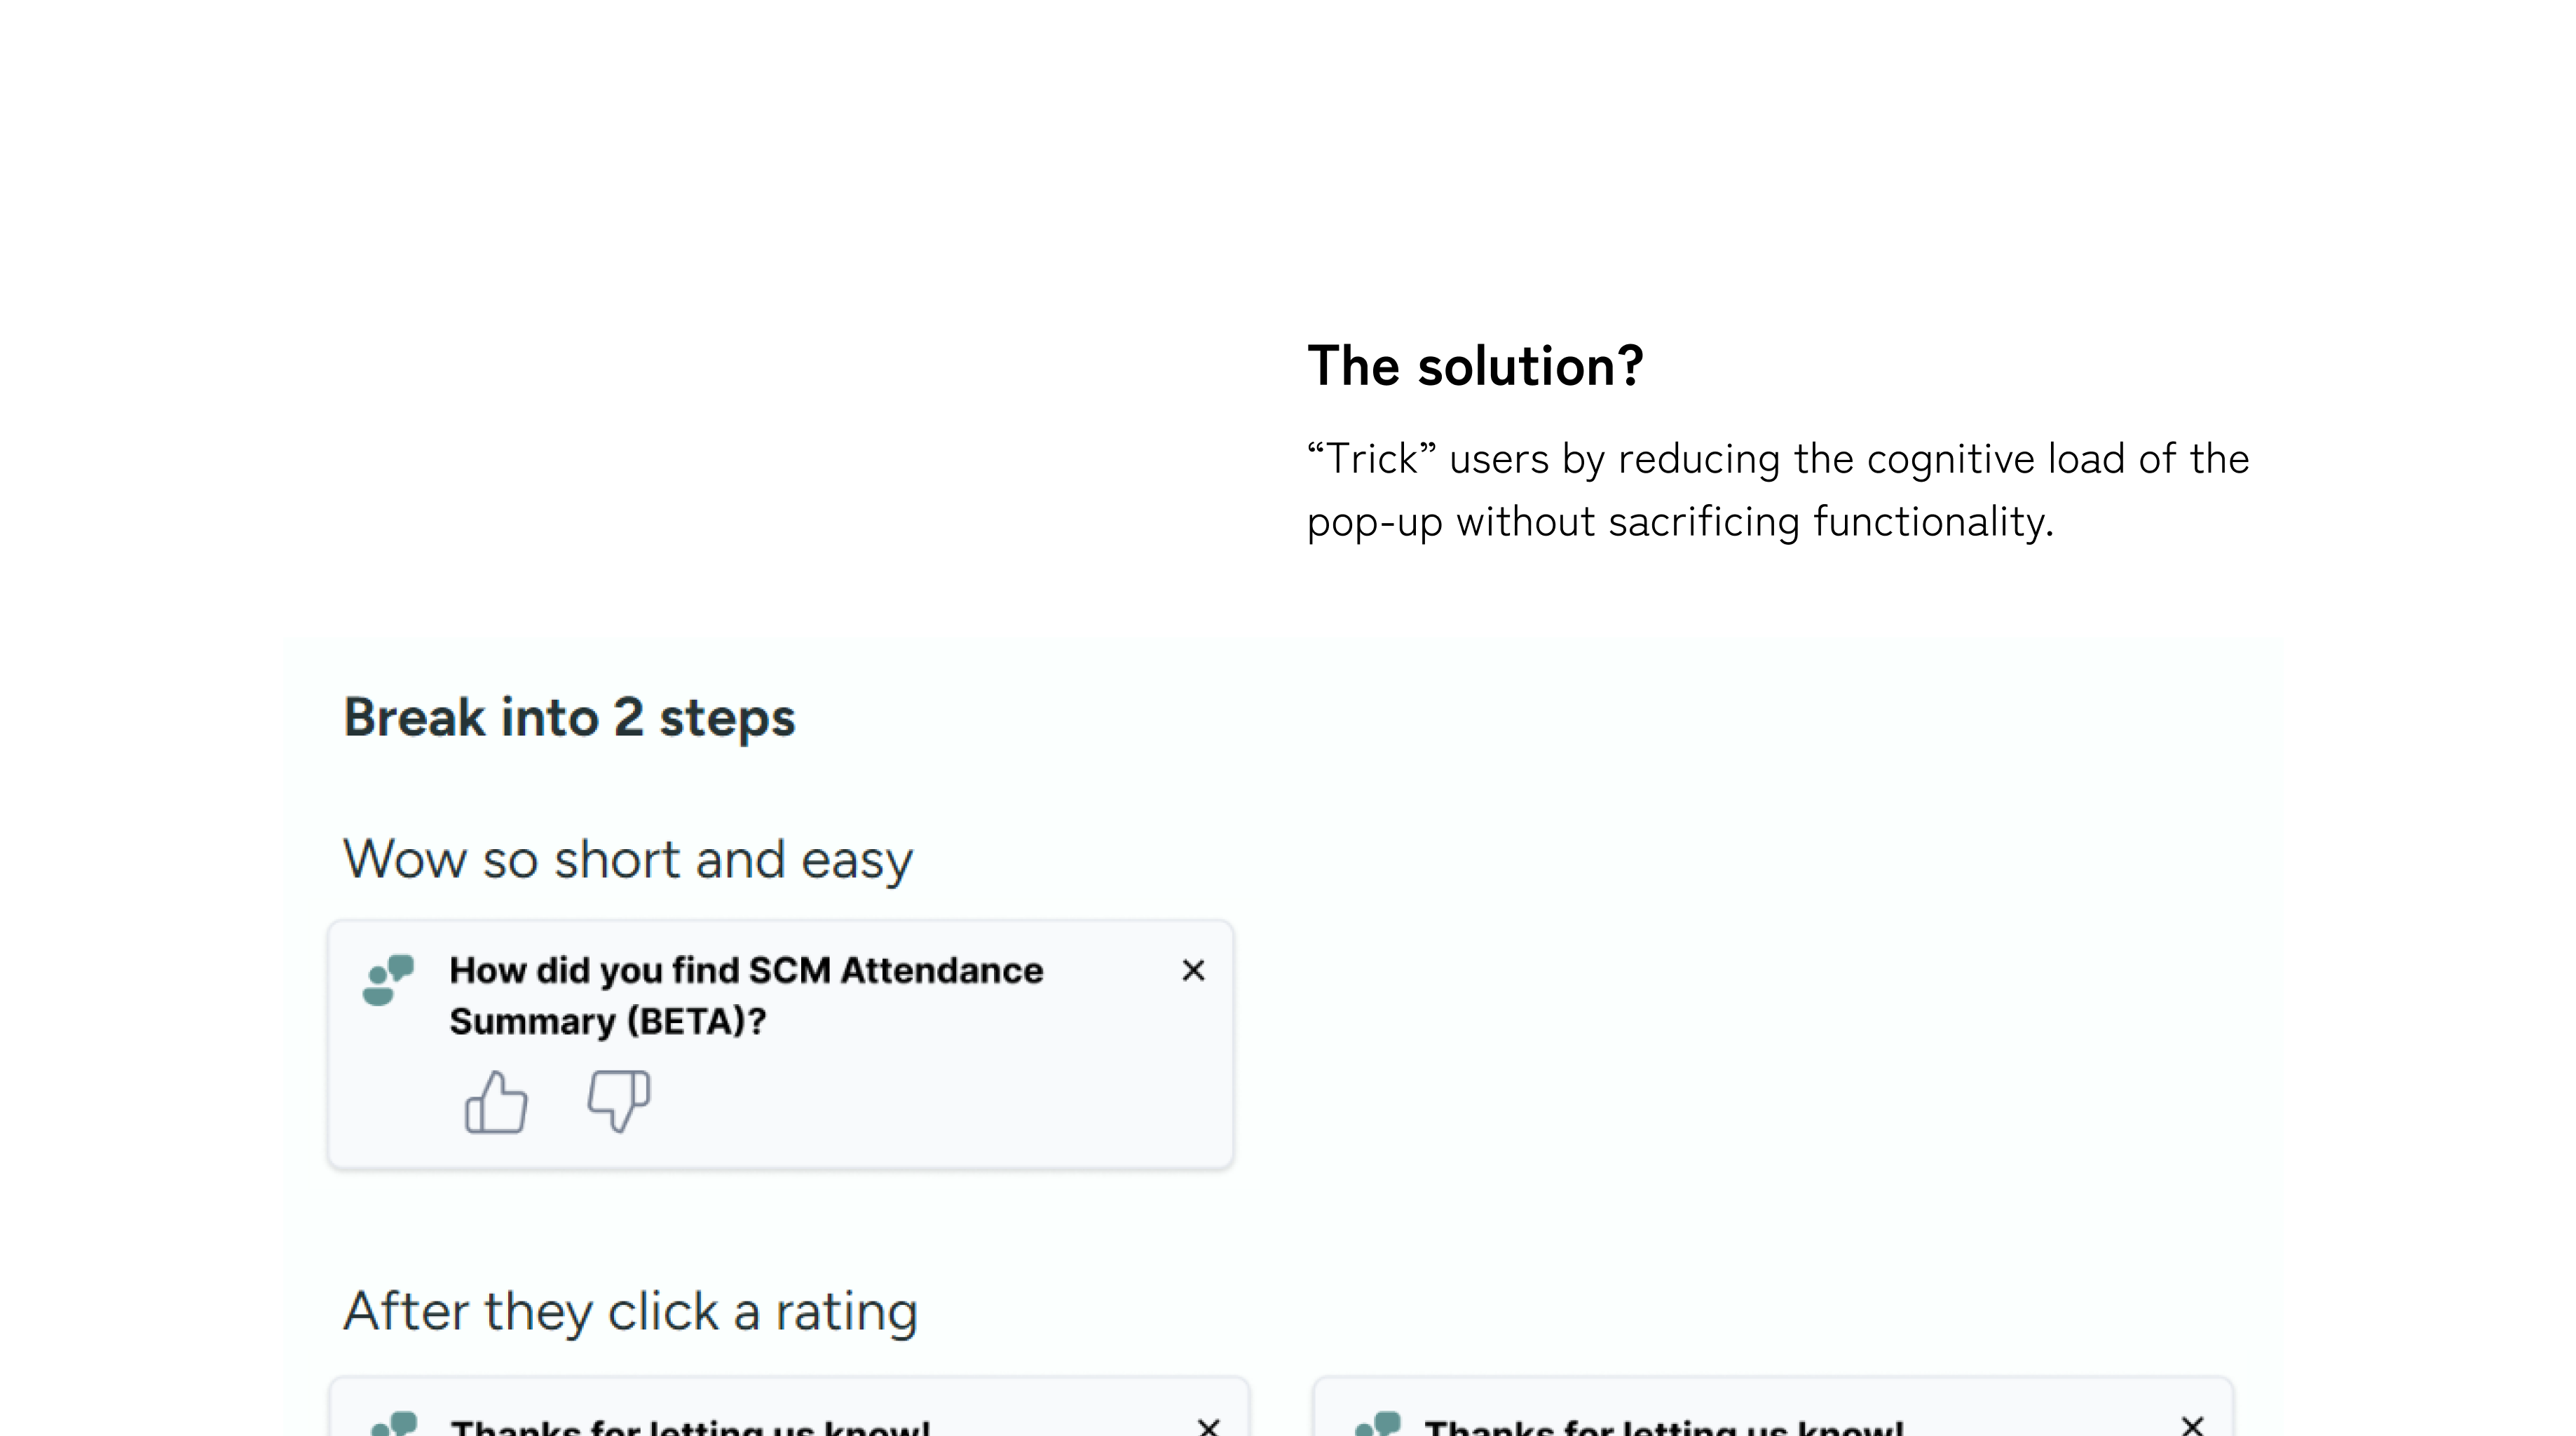 The solution?
“Trick” users by reducing the cognitive load of the
pop-up without sacrificing functionality.
Break into 2 steps
Wow so short and easy
How did you find SCM Attendance
Summary (BETA)?
After they click a rating
Thanks for letting us know!
Thanks for letting us know!